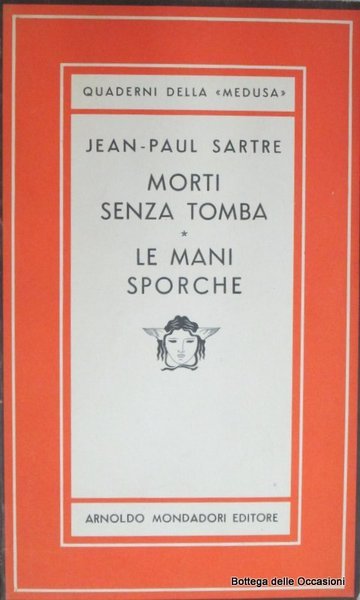 QUADERNI DELLA «MEDUSA»
JEAN-PAUL SARTRE
MORTI
SENZA TOMBA
*
LE MANI
SPORCHE
ARNOLDO MONDADORI EDITORE
Bottega delle Occasioni